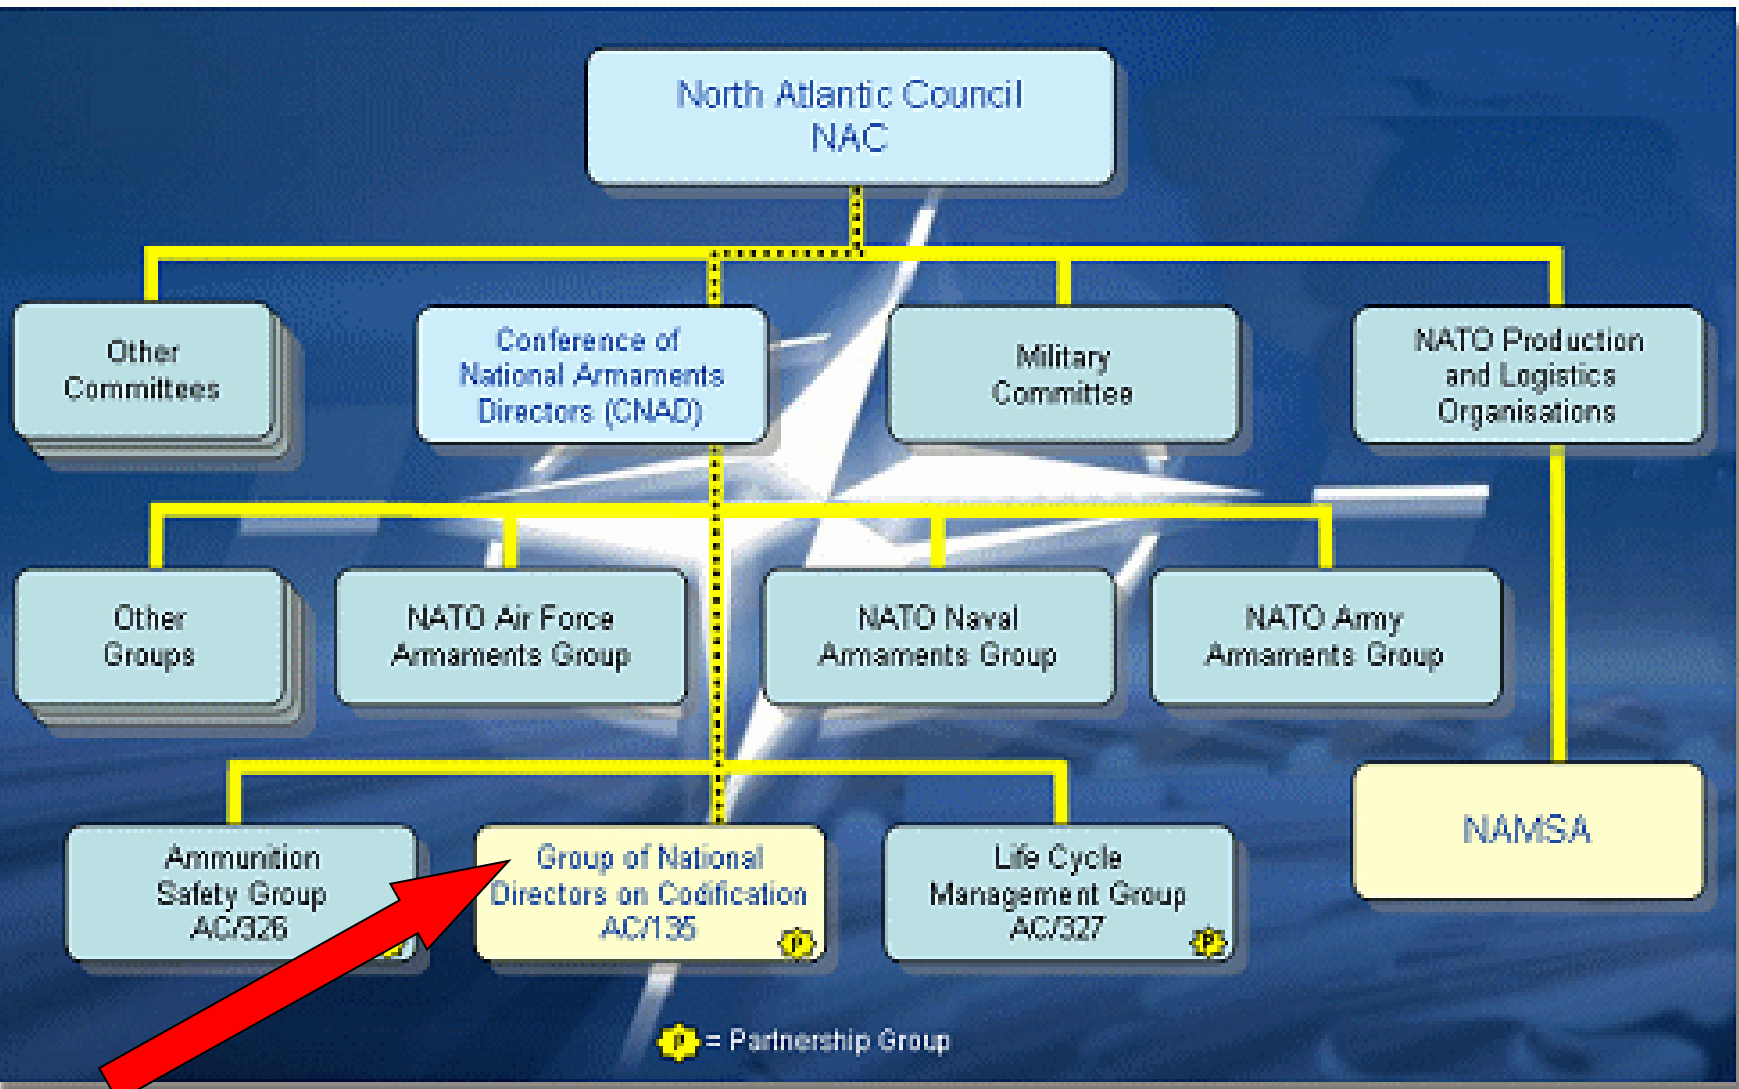 North Atlantic Council
NAC
Other
Committees
Conference of
National Armaments
Directors (CNAD)
Military
Committee
NATO Production
and Logistics
Organisations
Other
Groups
NATO Air Force
Armaments Group
NATO Naval
Armaments Group
NATO Army
Armaments Group
Ammunition
Safety Group
AC/326
Group of National
Directors on Codification
AC/135
P
Life Cycle
Management Group
AC/327
P
NAMSA
P = Partnership Group